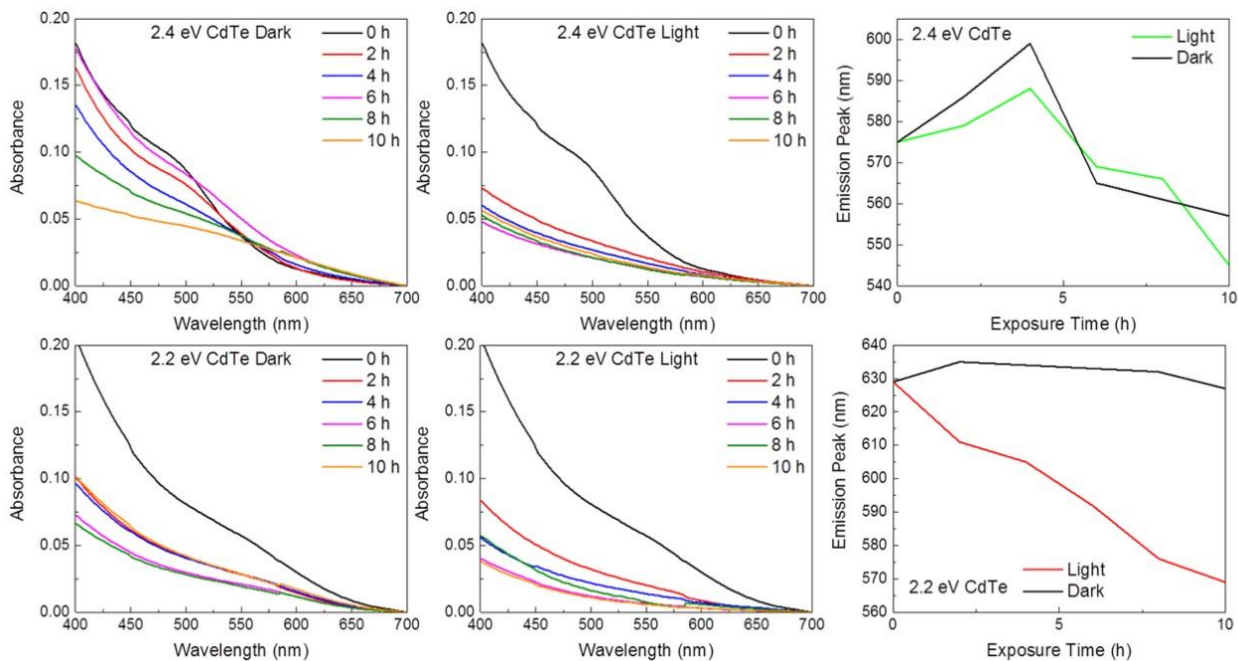 2.4 eV CdTe Dark
0 h
2 h
4 h
6 h
8 h
10 h
0.20
0.15
0.10
0.05
0.00
Absorbance
400 450 500 550 600 650 700
Wavelength (nm)
2.4 eV CdTe Light
0 h
2 h
4 h
6 h
8 h
10 h
0.20
0.15
0.10
0.05
0.00
Absorbance
400 450 500 550 600 650 700
Wavelength (nm)
2.4 eV CdTe
Light
Dark
600
590
580
570
560
550
540
Emission Peak (nm)
0 5 10
Exposure Time (h)
2.2 eV CdTe Dark
0 h
2 h
4 h
6 h
8 h
10 h
0.20
0.15
0.10
0.05
0.00
Absorbance
400 450 500 550 600 650 700
Wavelength (nm)
2.2 eV CdTe Light
0 h
2 h
4 h
6 h
8 h
10 h
0.20
0.15
0.10
0.05
0.00
Absorbance
400 450 500 550 600 650 700
Wavelength (nm)
640
630
620
610
600
590
580
570
560
Emission Peak (nm)
Light
Dark
2.2 eV CdTe
0 5 10
Exposure Time (h)